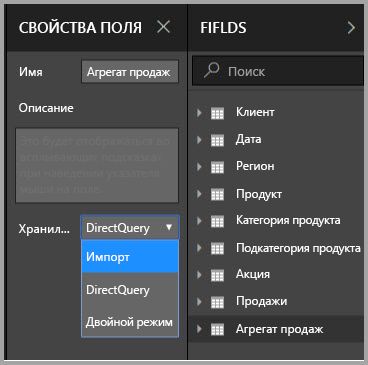 СВОЙСТВА ПОЛЯ
Имя
Агрегат продаж
Описание
Это будет отображаться во
всплывающих подсказках
при наведении указателя
мыши на поле.
Хранил...
DirectQuery
Импорт
DirectQuery
Двойной режим
FIFLDS
Поиск
Клиент
Дата
Регион
Продукт
Категория продукта
Подкатегория продукта
Акция
Продажи
Агрегат продаж